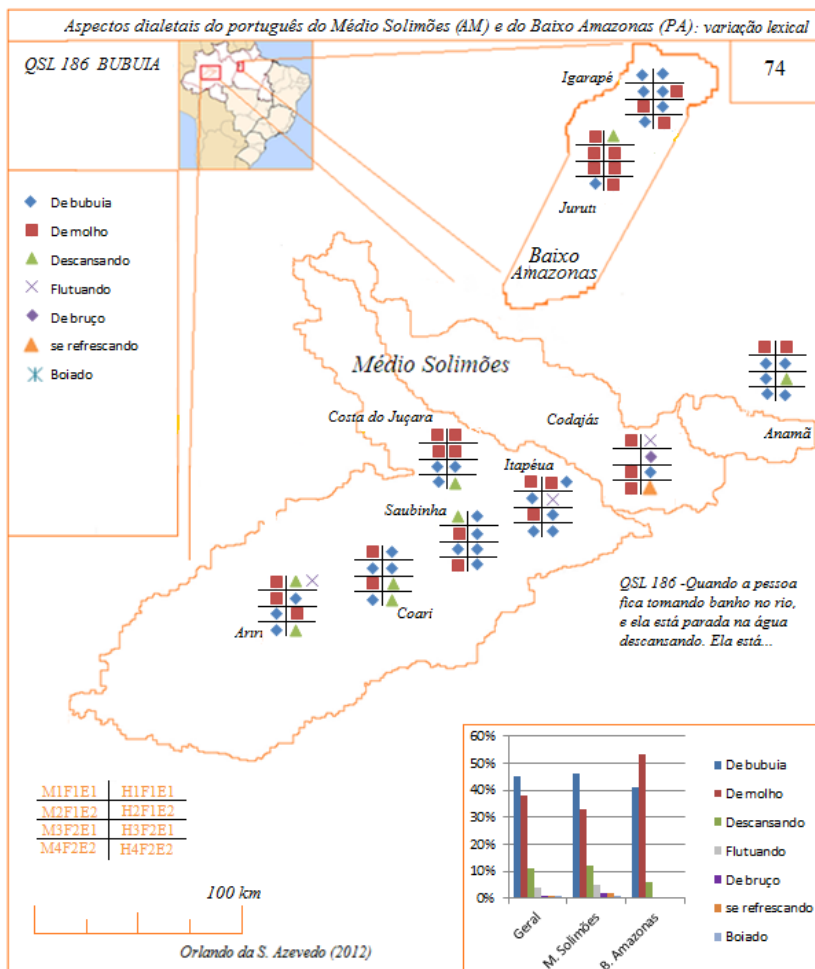 Aspectos dialetais do português do Médio Solimões (AM) e do Baixo Amazonas (PA): variação lexical
QSL 186 BUBUIA
74
De bubuia
De molho
Descansando
Flutuando
De bruço
se refrescando
Boiado
Igarapé
Juruti
Baixo
Amazonas
Médio Solimões
Costa do Juçara
Codajás
Anamã
Itapéua
Saubinha
Coari
Ariri
QSL 186 -Quando a pessoa
fica tomando banho no rio,
e ela está parada na água
descansando. Ela está...
M1F1E1 H1F1E1
M2F1E2 H2F1E2
M3F2E1 H3F2E1
M4F2E2 H4F2E2
100 km
Orlando da S. Azevedo (2012)
60%
50%
40%
30%
20%
10%
0%
Geral
M. Solimões
B. Amazonas
De bubuia
De molho
Descansando
Flutuando
De bruço
se refrescando
Boiado